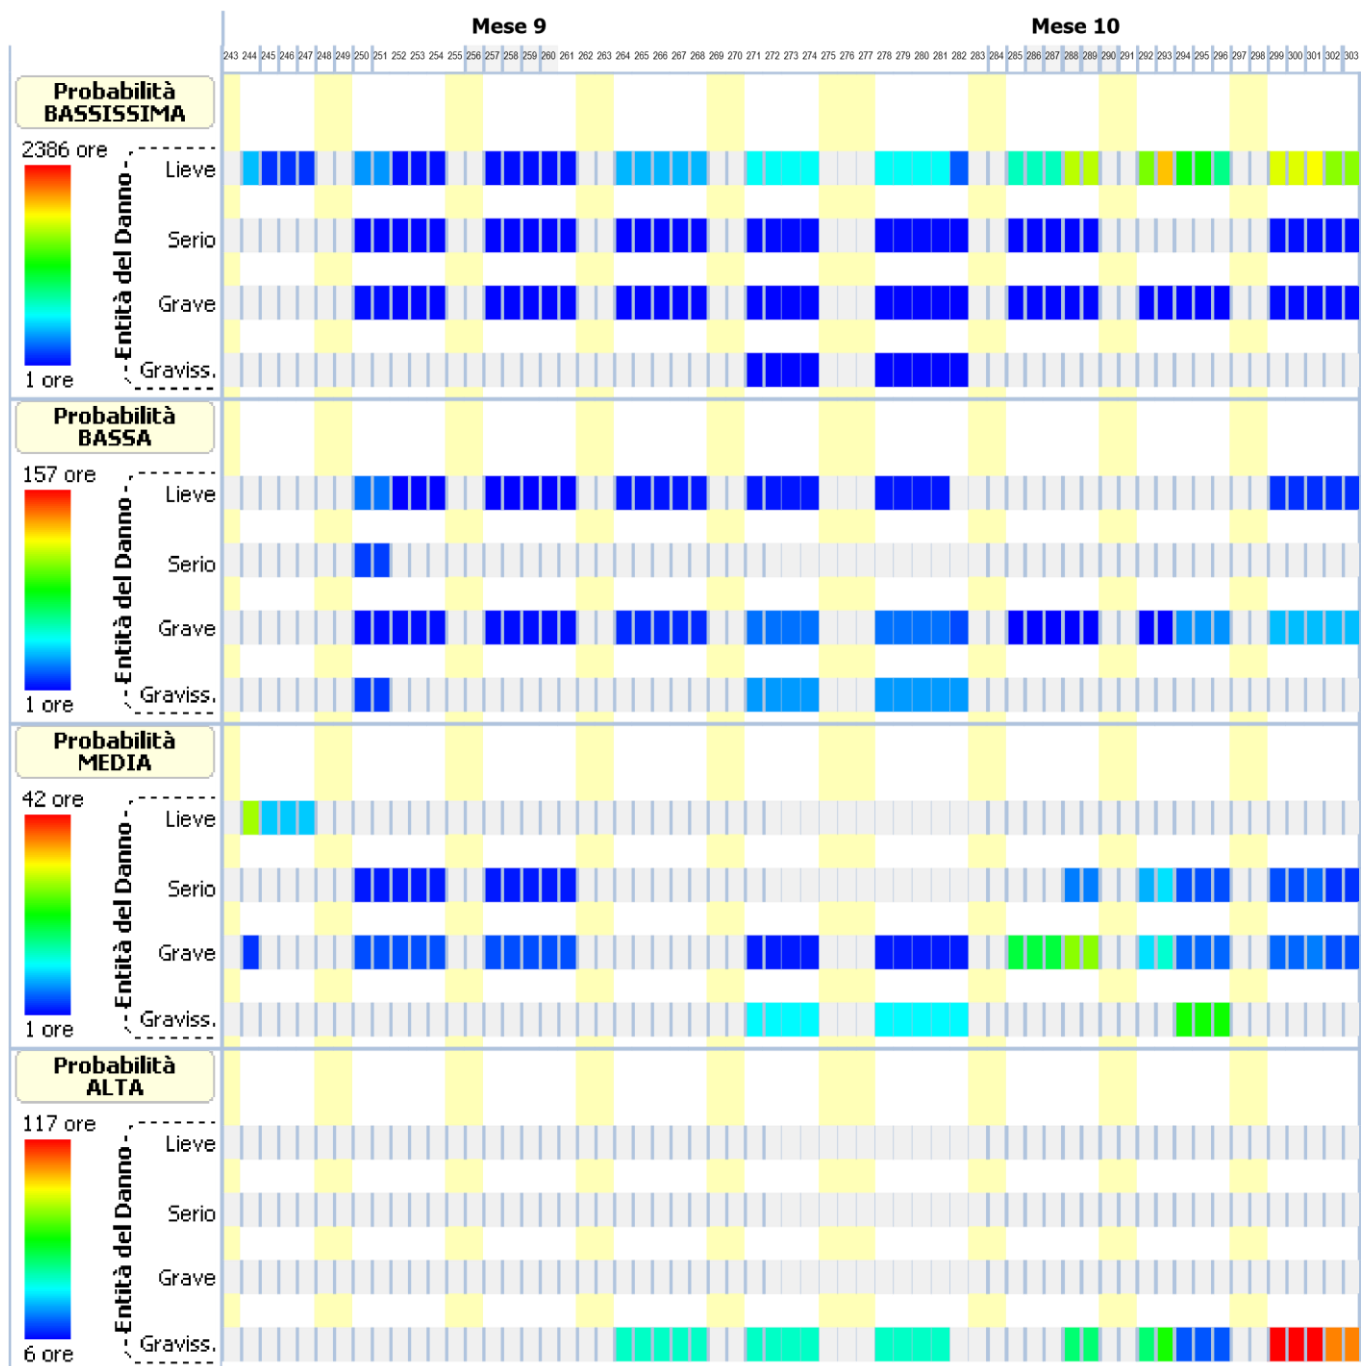 Mese 9 Mese 10
243 244 245 246 247 248 249 250 251 252 253 254 255 256 257 258 259 260 261 262 263 264 265 266 267 268 269 270 271 272 273 274 275 276 277 278 279 280 281 282 283 284 285 286 287 288 289 290 291 292 293 294 295 296 297 298 299 300 301 302 303
Probabilità
BASSISSIMA
2386 ore
Entità del Danno
Lieve
Serio
Grave
Graviss.
1 ore
Probabilità
BASSA
157 ore
Entità del Danno
Lieve
Serio
Grave
Graviss.
1 ore
Probabilità
MEDIA
42 ore
Entità del Danno
Lieve
Serio
Grave
Graviss.
1 ore
Probabilità
ALTA
117 ore
Entità del Danno
Lieve
Serio
Grave
Graviss.
6 ore